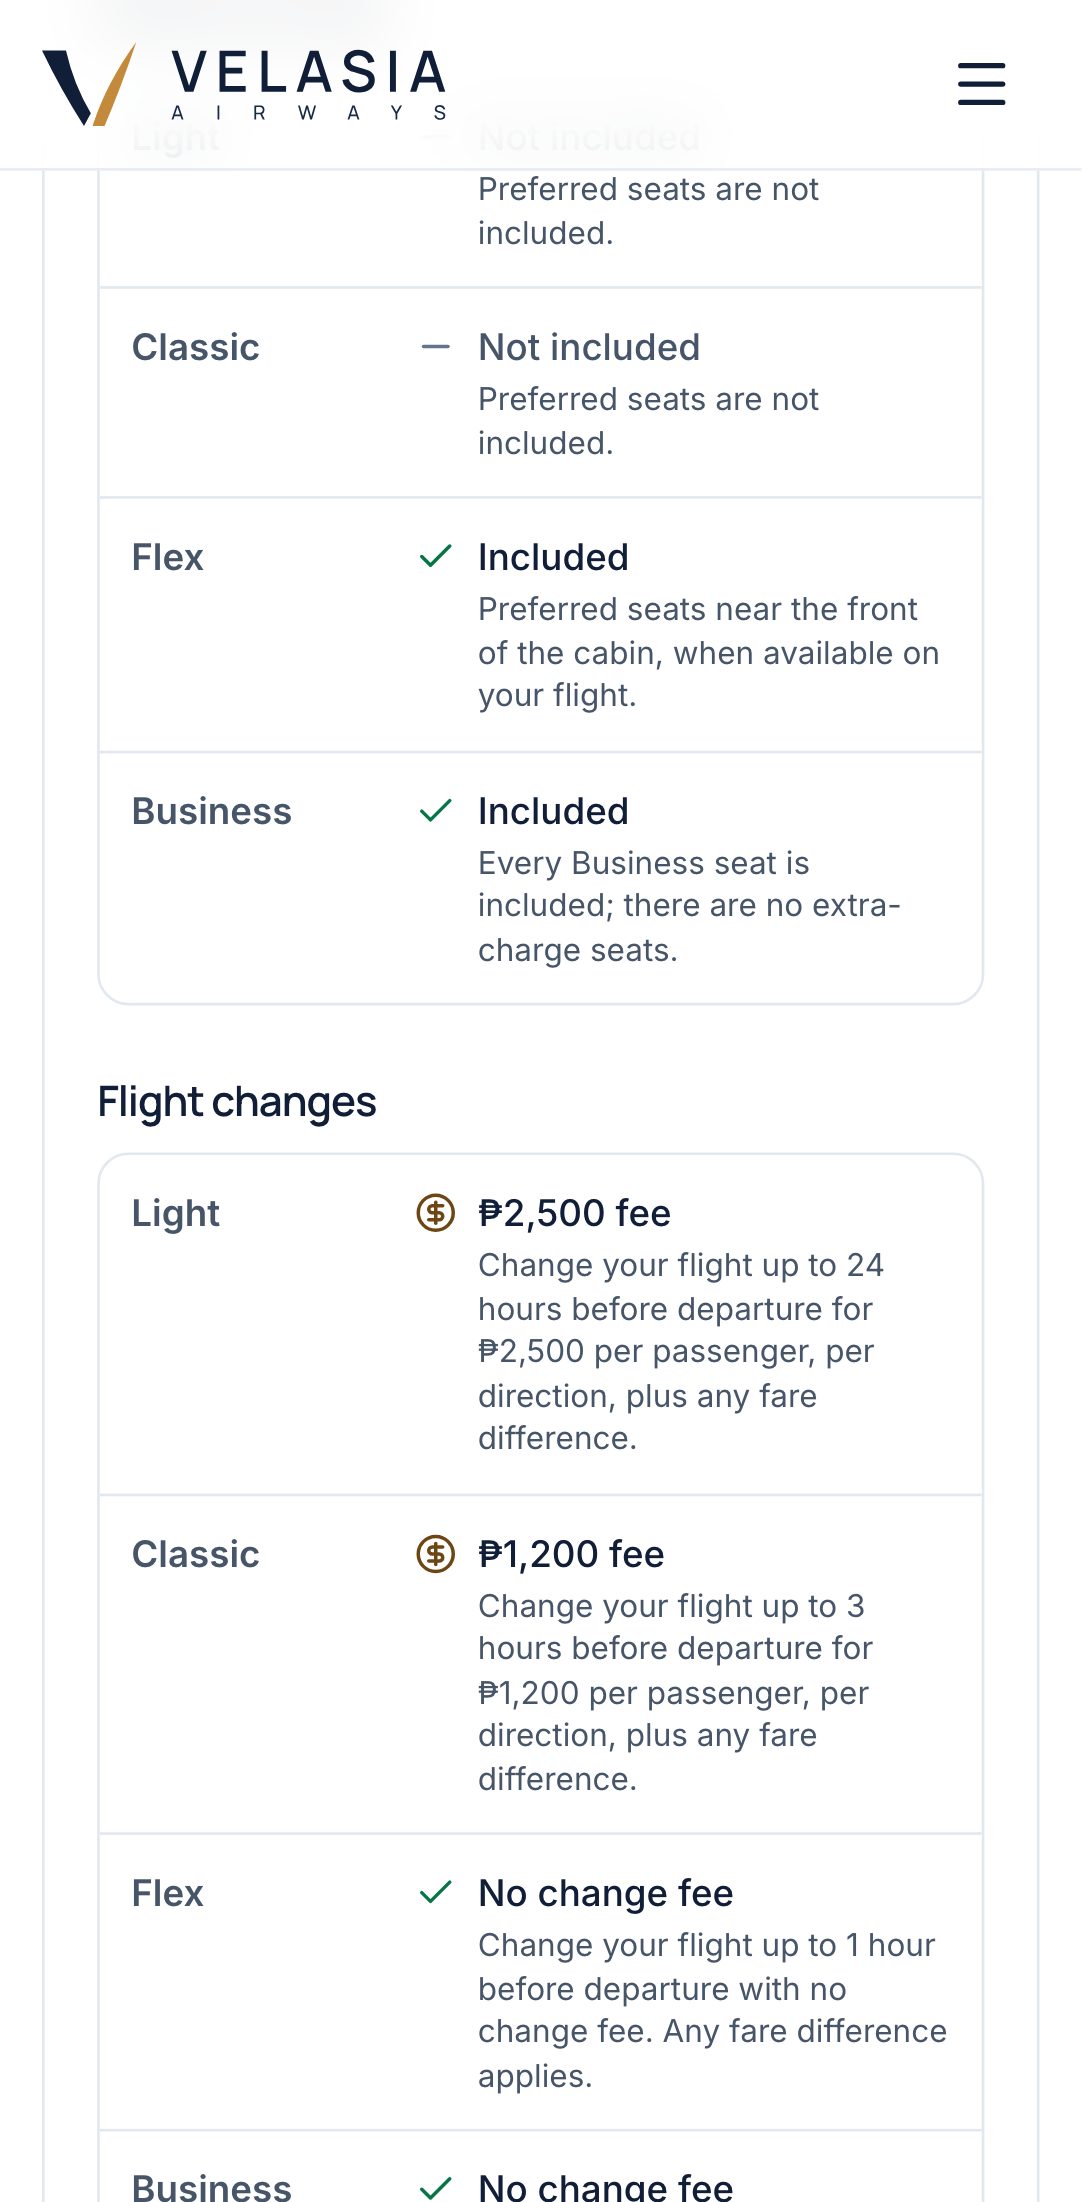 VELASIA
AIRWAYS
Light — Not included
Preferred seats are not
included.
Classic — Not included
Preferred seats are not
included.
Flex ✓ Included
Preferred seats near the front
of the cabin, when available on
your flight.
Business ✓ Included
Every Business seat is
included; there are no extra-
charge seats.
Flight changes
Light $ ₱2,500 fee
Change your flight up to 24
hours before departure for
₱2,500 per passenger, per
direction, plus any fare
difference.
Classic $ ₱1,200 fee
Change your flight up to 3
hours before departure for
₱1,200 per passenger, per
direction, plus any fare
difference.
Flex ✓ No change fee
Change your flight up to 1 hour
before departure with no
change fee. Any fare difference
applies.
Business ✓ No change fee